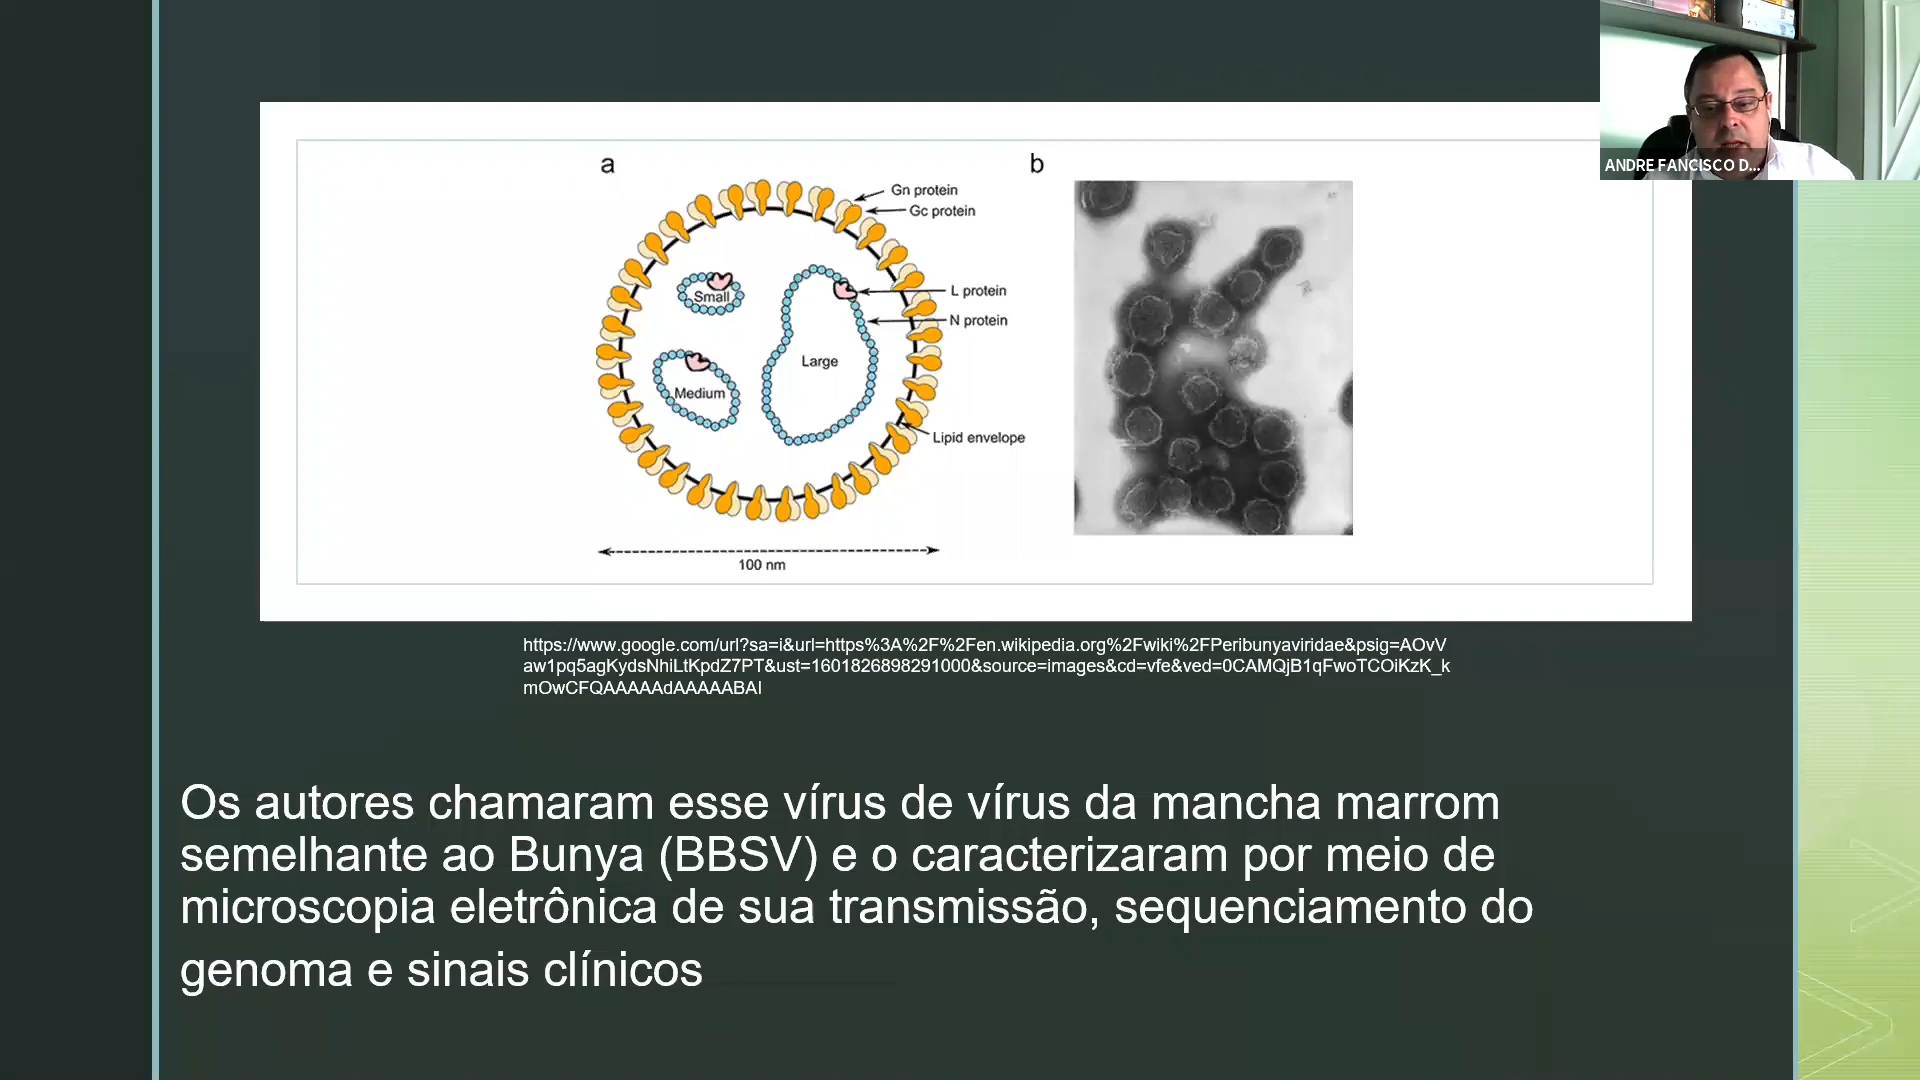 a
b
Gn protein
Gc protein
L protein
N protein
Small
Large
Medium
Lipid envelope
100 nm
ANDRE FANCISCO D...
https://www.google.com/url?sa=i&url=https%3A%2F%2Fen.wikipedia.org%2Fwiki%2FPeribunyaviridae&psig=AOvV
aw1pq5agKydsNhiLtKpdZ7PT&ust=1601826898291000&source=images&cd=vfe&ved=0CAMQjB1qFwoTCOiKzK_k
mOwCFQAAAAAdAAAAABAI
Os autores chamaram esse vírus de vírus da mancha marrom
semelhante ao Bunya (BBSV) e o caracterizaram por meio de
microscopia eletrônica de sua transmissão, sequenciamento do
genoma e sinais clínicos